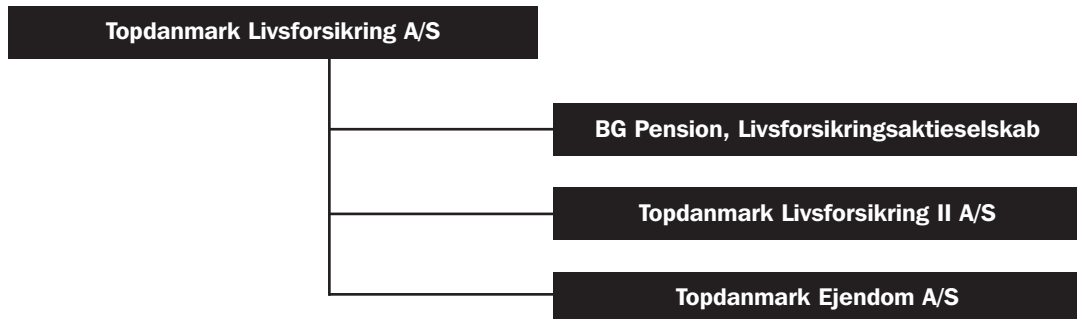 Topdanmark Livsforsikring A/S
BG Pension, Livsforsikringsaktieselskab
Topdanmark Livsforsikring II A/S
Topdanmark Ejendom A/S